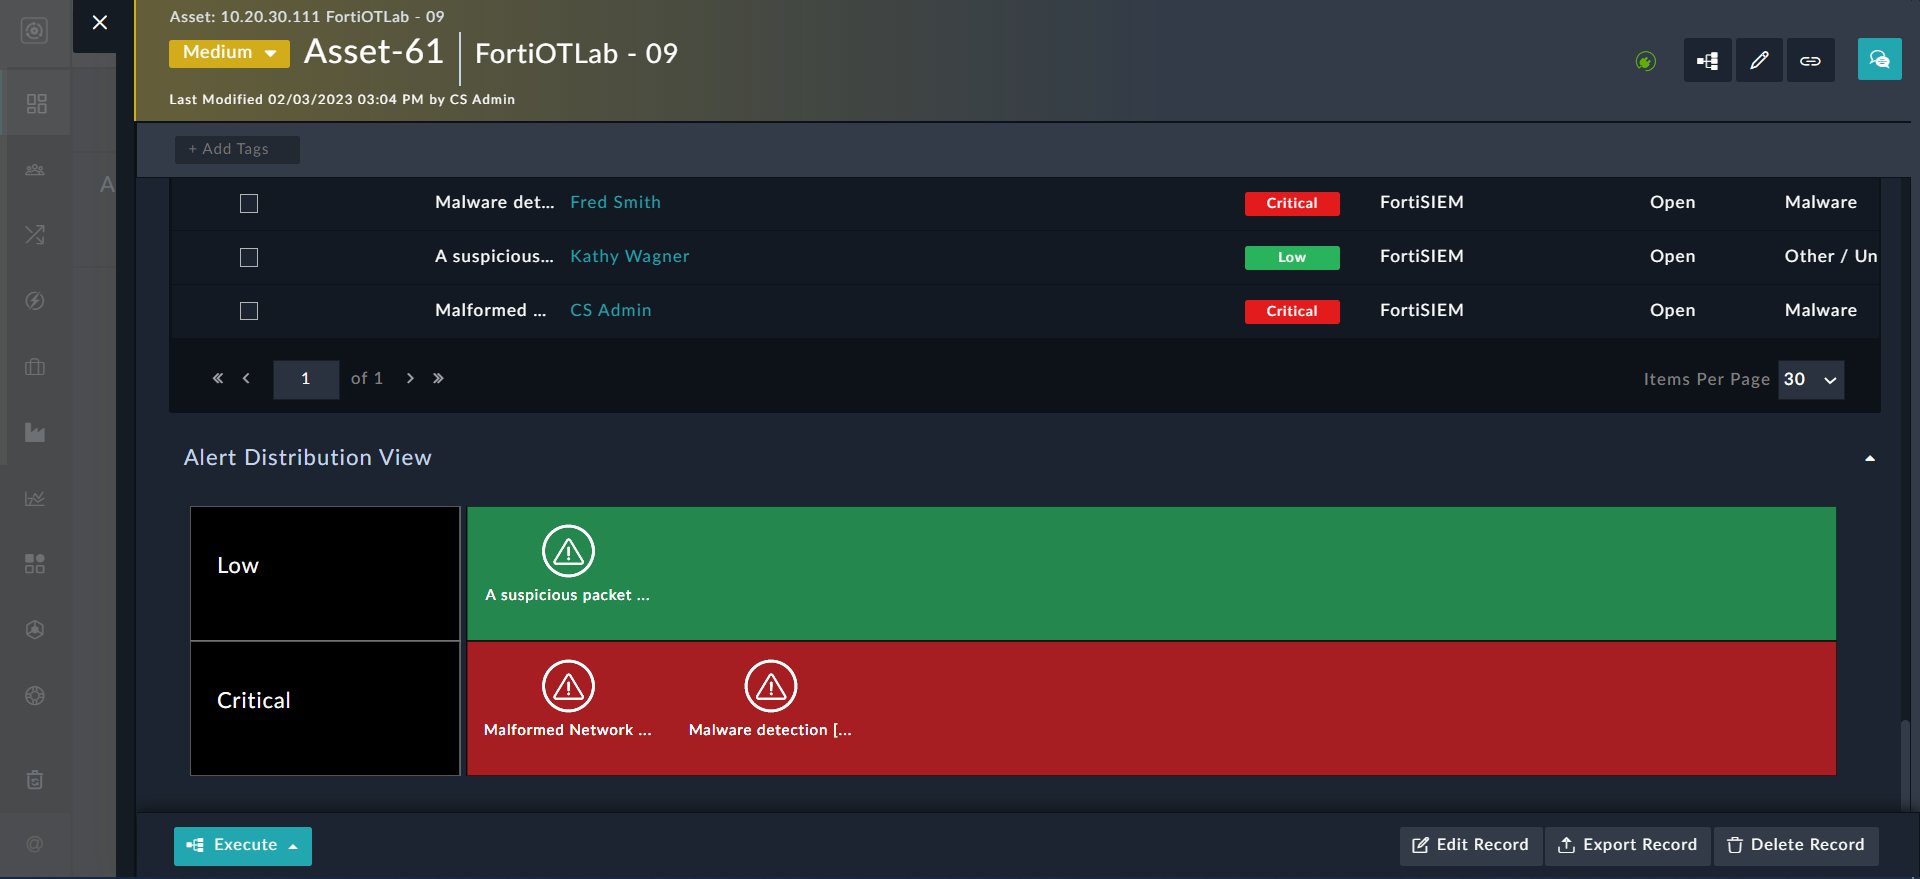 Asset: 10.20.30.111 FortiOTLab - 09
Medium Asset-61 FortiOTLab - 09
Last Modified 02/03/2023 03:04 PM by CS Admin
+ Add Tags
A
Malware det... Fred Smith Critical FortiSIEM Open Malware
A suspicious... Kathy Wagner Low FortiSIEM Open Other / Un
Malformed ... CS Admin Critical FortiSIEM Open Malware
« ‹ 1 of 1 › » Items Per Page 30
Alert Distribution View
Low
A suspicious packet ...
Critical
Malformed Network ... Malware detection [...
Execute Edit Record Export Record Delete Record